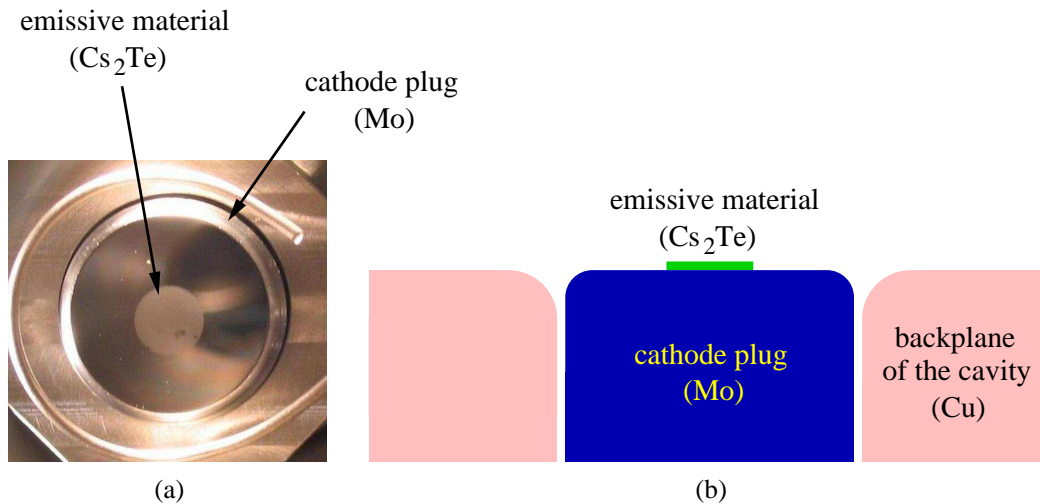 emissive material
(Cs2Te)
cathode plug
(Mo)
emissive material
(Cs2Te)
cathode plug
(Mo)
backplane
of the cavity
(Cu)
(a)
(b)